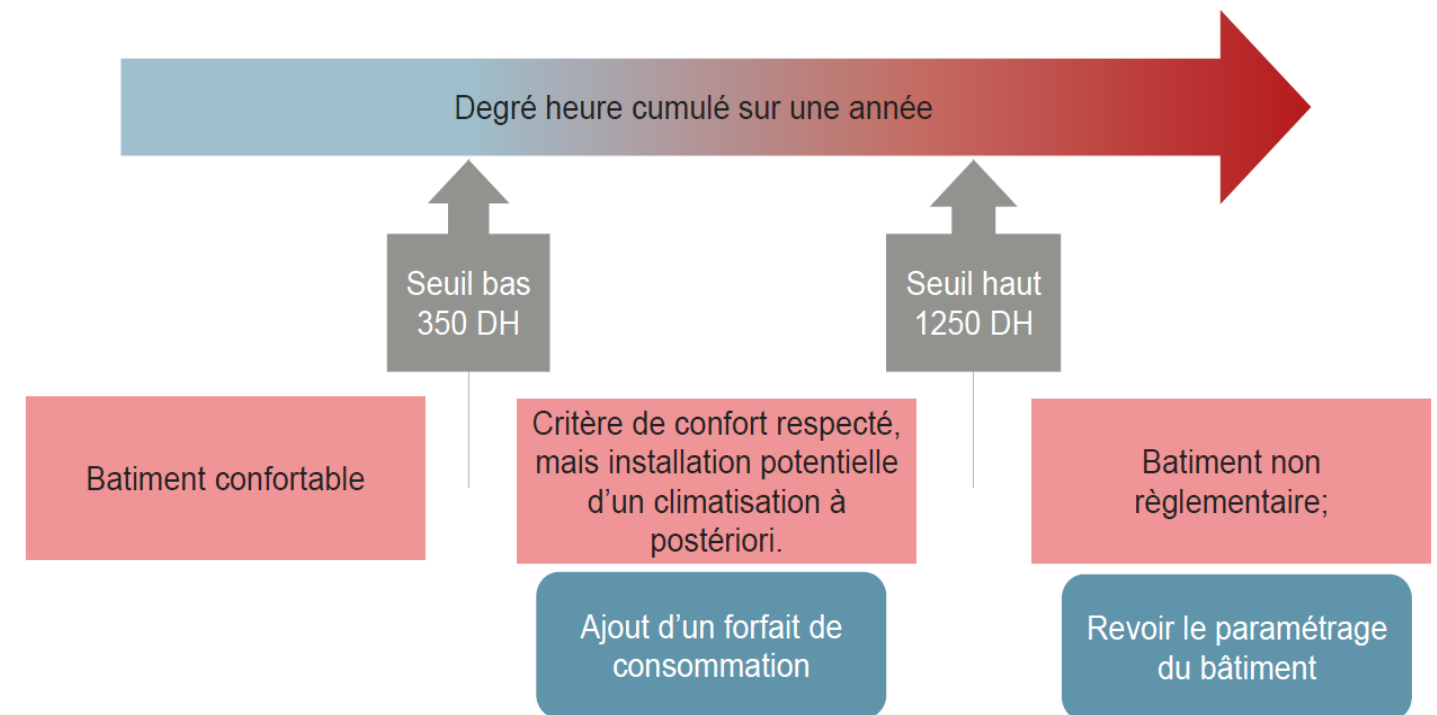 Degré heure cumulé sur une année
Seuil bas
350 DH
Seuil haut
1250 DH
Batiment confortable
Critère de confort respecté,
mais installation potentielle
d'un climatisation à
postériori.
Batiment non
règlementaire;
Ajout d'un forfait de
consommation
Revoir le paramétrage
du bâtiment